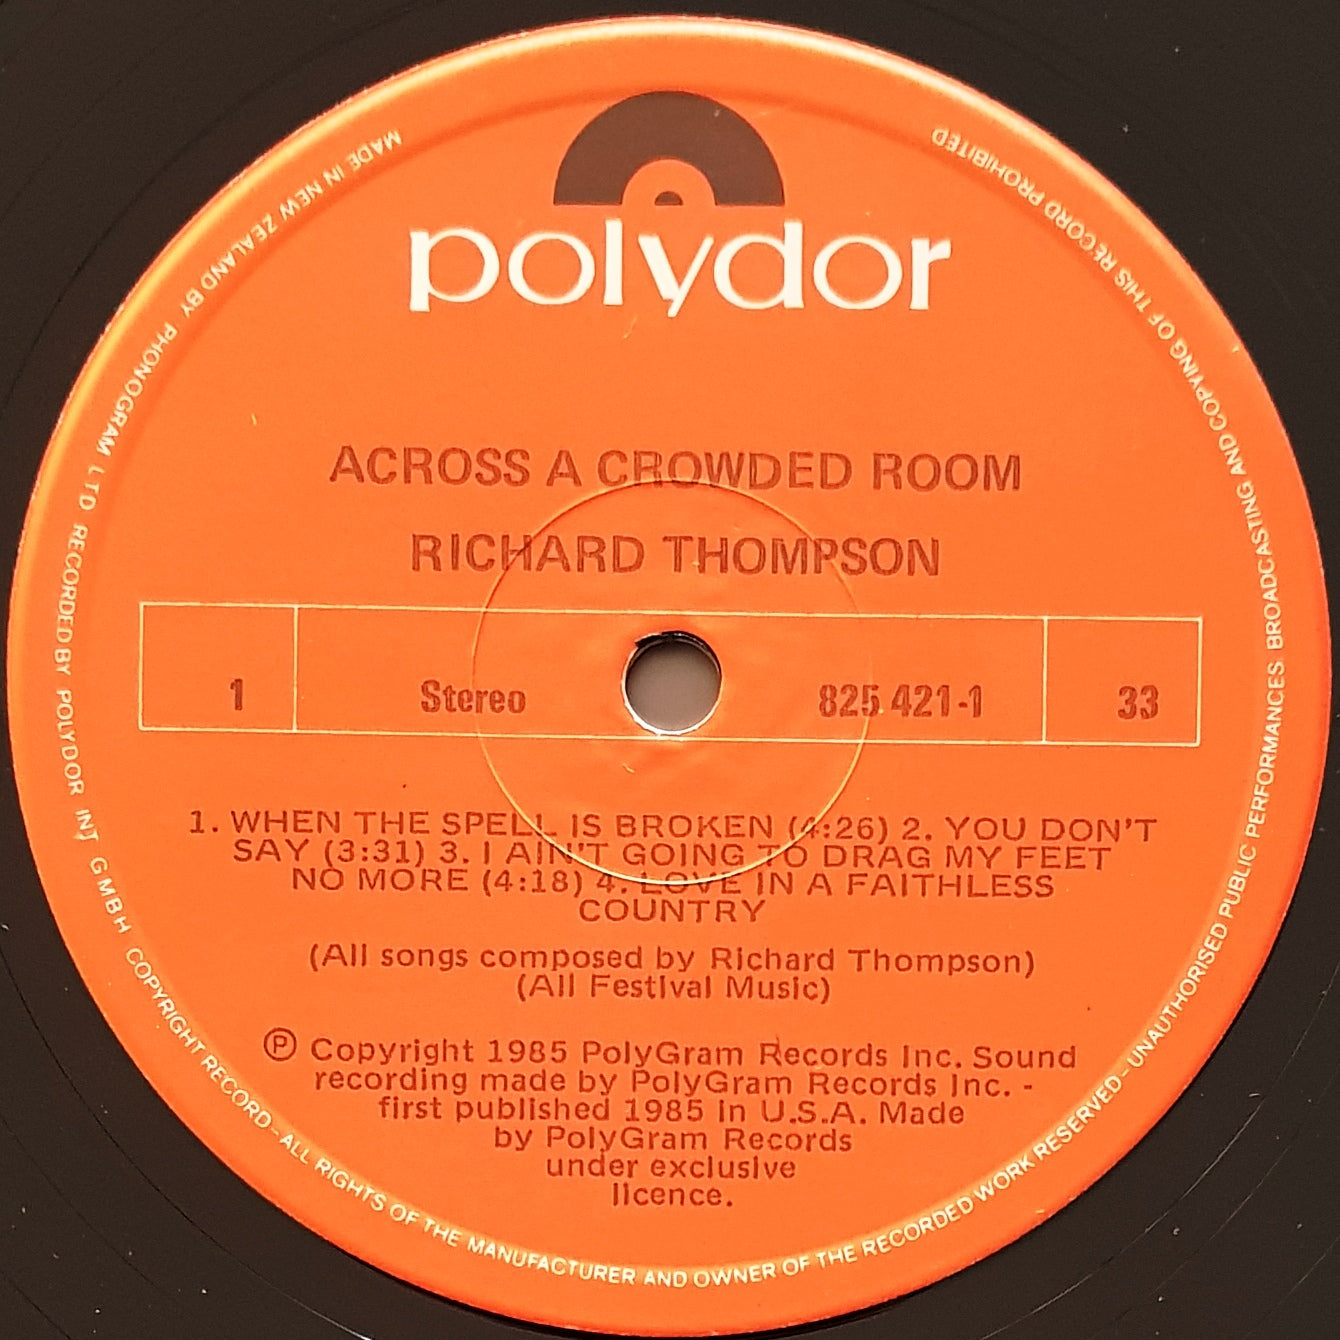 polydor
ACROSS A CROWDED ROOM
RICHARD THOMPSON
1 Stereo 825 421-1 33
1. WHEN THE SPELL IS BROKEN (4:26) 2. YOU DON'T
SAY (3:31) 3. I AIN'T GOING TO DRAG MY FEET
NO MORE (4:18) 4. LOVE IN A FAITHLESS
COUNTRY
(All songs composed by Richard Thompson)
(All Festival Music)
Ⓟ Copyright 1985 PolyGram Records Inc. Sound
recording made by PolyGram Records Inc. -
first published 1985 in U.S.A. Made
by PolyGram Records
under exclusive
licence.
MADE IN NEW ZEALAND BY PHONOGRAM LTD RECORDED BY POLYDOR INT GMBH COPYRIGHT RECORD - ALL RIGHTS OF THE MANUFACTURER AND OWNER OF THE RECORDED WORK RESERVED - UNAUTHORISED PUBLIC PERFORMANCES BROADCASTING AND COPYING OF THIS RECORD PROHIBITED